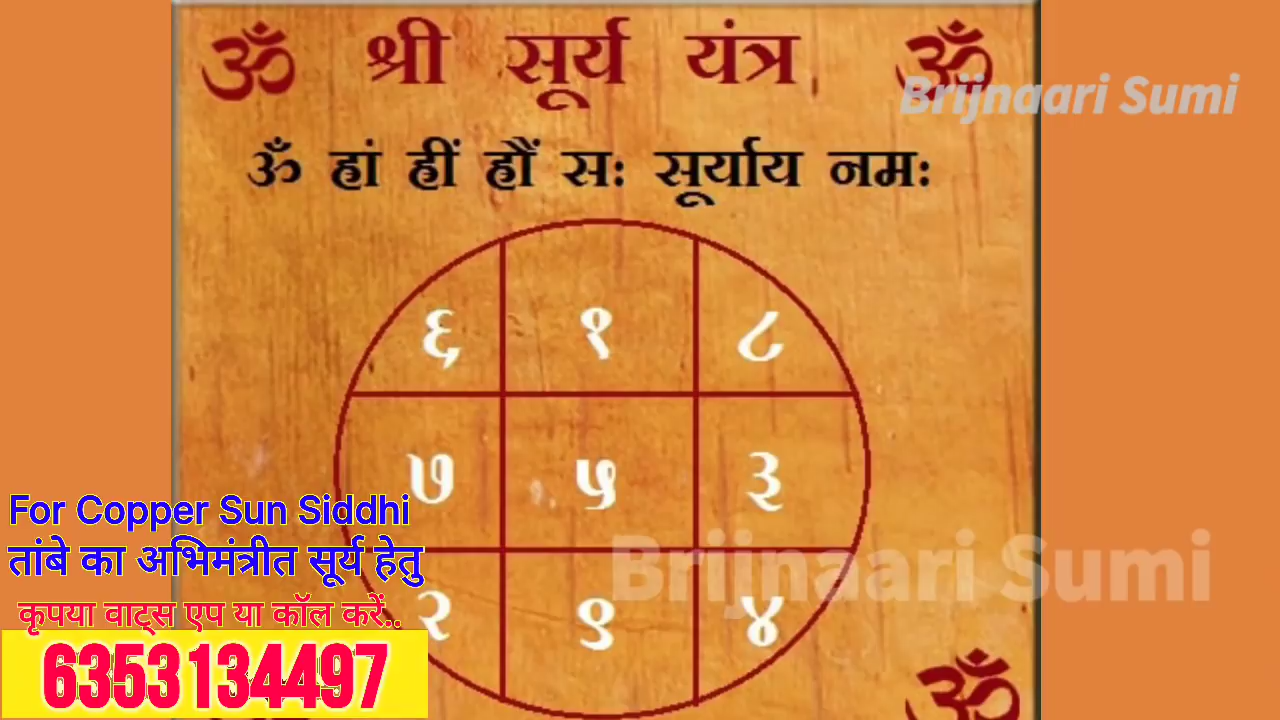 ॐ श्री सूर्य यंत्र ॐ
Brijnaari Sumi
ॐ हां हीं हौं सः सूर्याय नमः
६ १ ८
७ ५ ३
२ ९ ४
Brijnaari Sumi
For Copper Sun Siddhi
तांबे का अभिमंत्रीत सूर्य हेतु
कृपया वाट्स एप या कॉल करें..
6353134497
ॐ